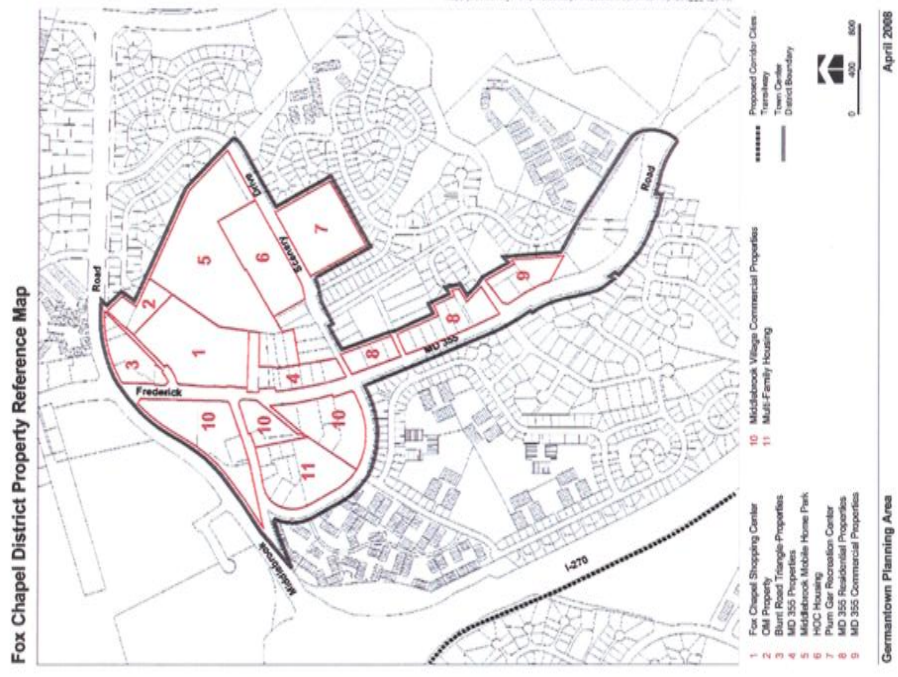 Fox Chapel District Property Reference Map
Road
Drive
Scenery
Frederick
MD 355
Road
Middlebrook
I-270
1
2
3
4
5
6
7
8
8
9
10
10
10
11
1 Fox Chapel Shopping Center
2 OM Property
3 Blunt Road Triangle-Properties
4 MD 355 Properties
5 Middlebrook Mobile Home Park
6 HOC Housing
7 Plum Gar Recreation Center
8 MD 355 Residential Properties
9 MD 355 Commercial Properties
10 Middlebrook Village Commercial Properties
11 Multi-Family Housing
Proposed Corridor Cities
Transitway
Town Center
District Boundary
0 400 800
Germantown Planning Area
April 2008